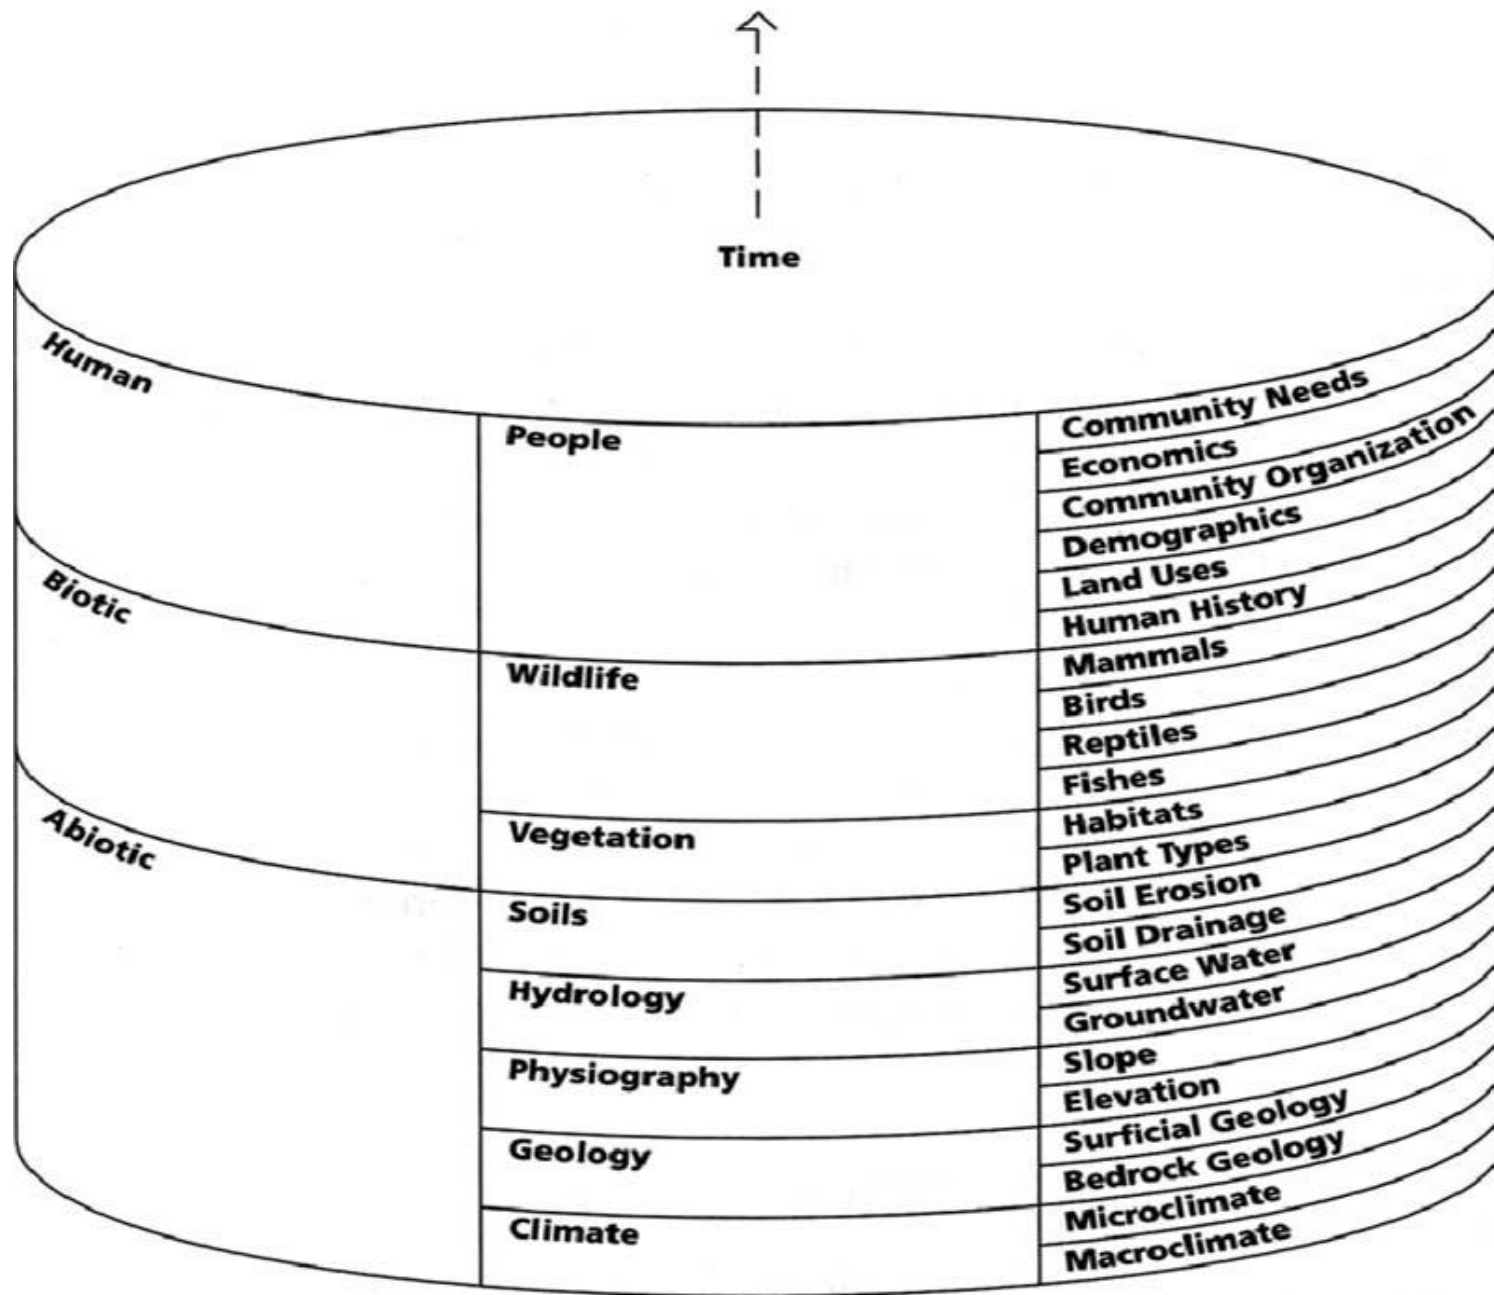 Time
Human
Biotic
Abiotic
People
Wildlife
Vegetation
Soils
Hydrology
Physiography
Geology
Climate
Community Needs
Economics
Community Organization
Demographics
Land Uses
Human History
Mammals
Birds
Reptiles
Fishes
Habitats
Plant Types
Soil Erosion
Soil Drainage
Surface Water
Groundwater
Slope
Elevation
Surficial Geology
Bedrock Geology
Microclimate
Macroclimate